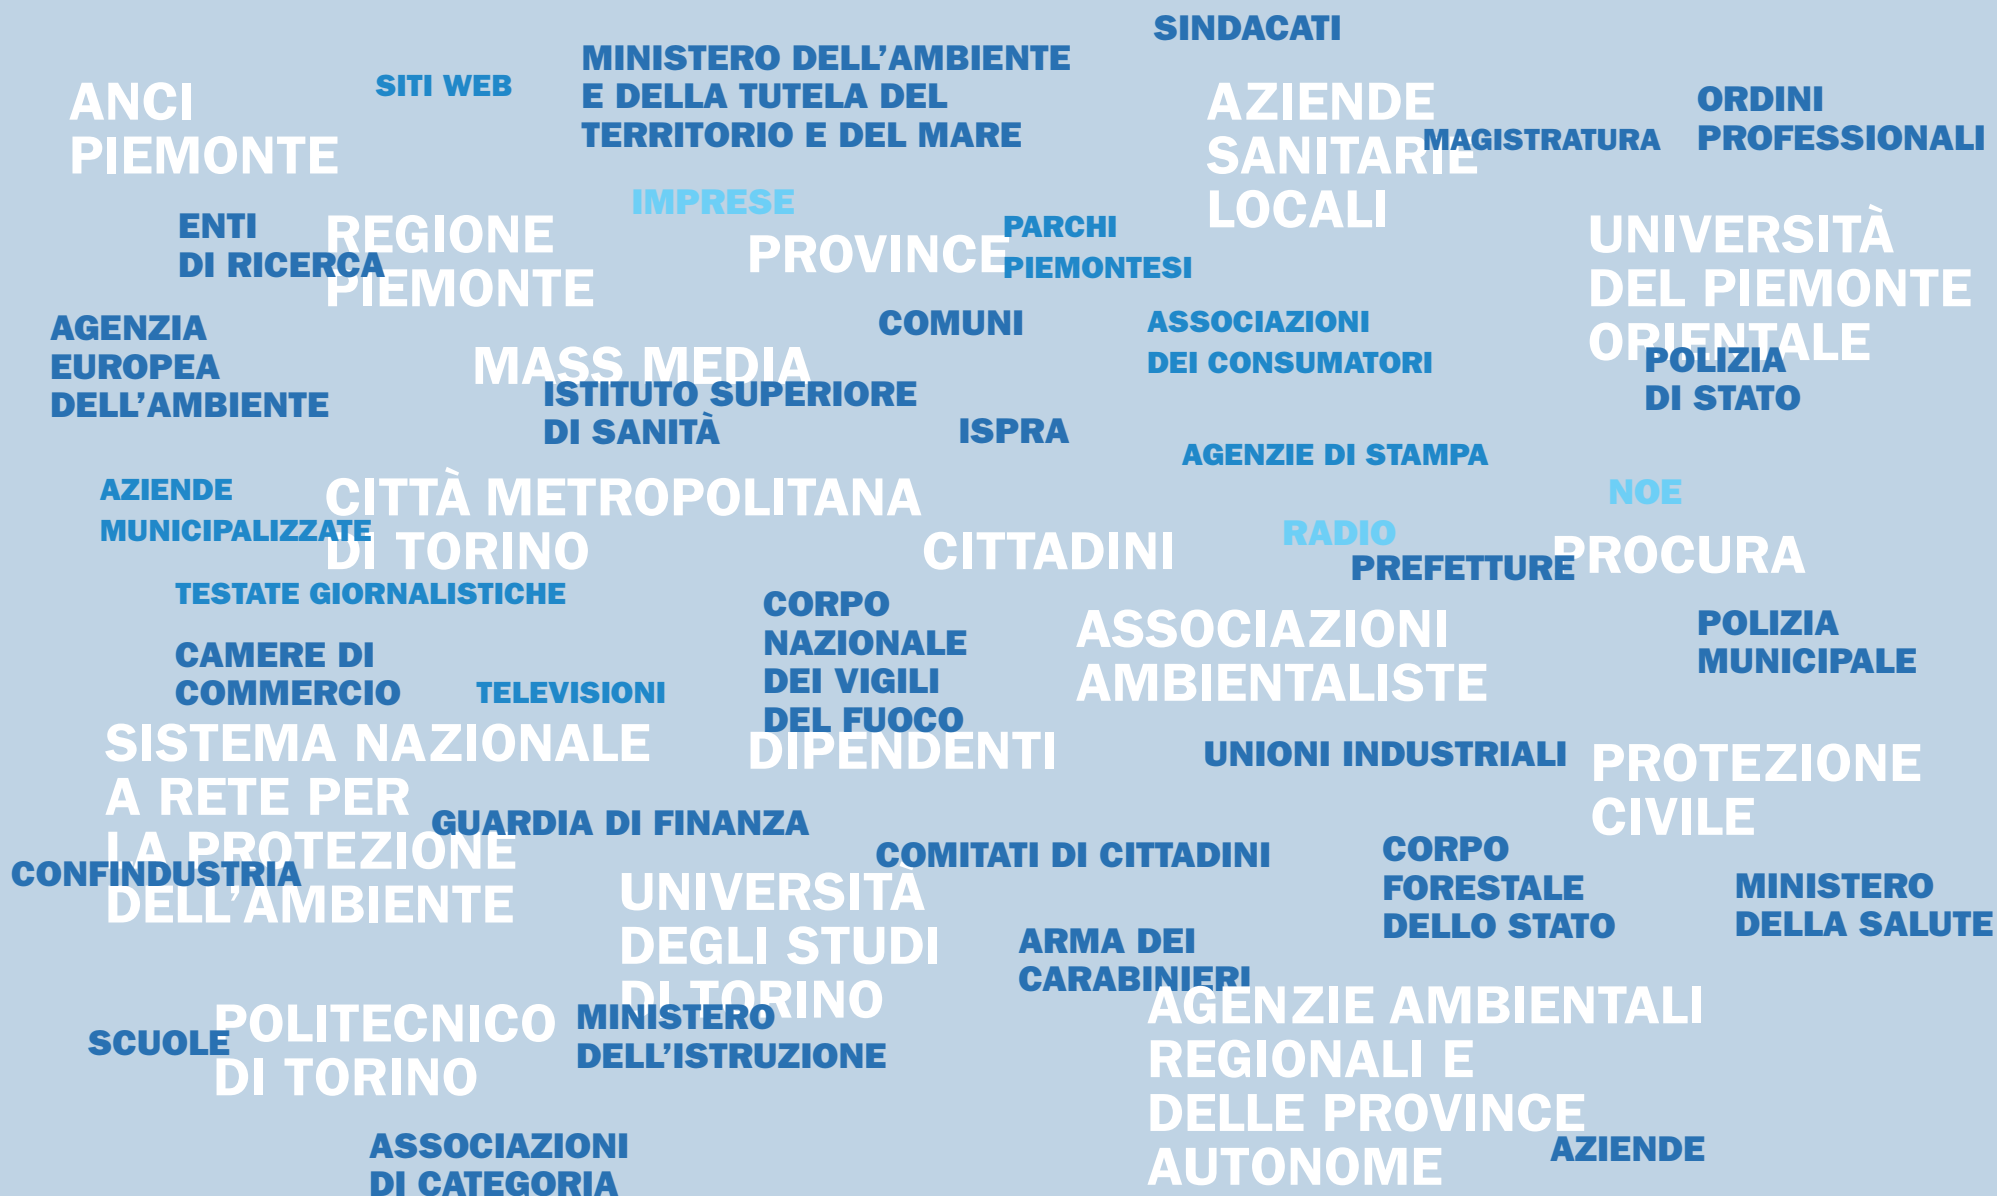 SINDACATI
ANCI
PIEMONTE
SITI WEB
MINISTERO DELL’AMBIENTE
E DELLA TUTELA DEL
TERRITORIO E DEL MARE
AZIENDE
SANITARIE
LOCALI
MAGISTRATURA
ORDINI
PROFESSIONALI
IMPRESE
ENTI
DI RICERCA
REGIONE
PIEMONTE
PROVINCE
PARCHI
PIEMONTESI
UNIVERSITÀ
DEL PIEMONTE
ORIENTALE
AGENZIA
EUROPEA
DELL’AMBIENTE
COMUNI
ASSOCIAZIONI
DEI CONSUMATORI
MASS MEDIA
POLIZIA
DI STATO
ISTITUTO SUPERIORE
DI SANITÀ
ISPRA
AGENZIE DI STAMPA
AZIENDE
MUNICIPALIZZATE
CITTÀ METROPOLITANA
DI TORINO
NOE
CITTADINI
RADIO
PREFETTURE
PROCURA
TESTATE GIORNALISTICHE
CORPO
NAZIONALE
DEI VIGILI
DEL FUOCO
ASSOCIAZIONI
AMBIENTALISTE
POLIZIA
MUNICIPALE
CAMERE DI
COMMERCIO
TELEVISIONI
SISTEMA NAZIONALE
A RETE PER
LA PROTEZIONE
DELL’AMBIENTE
DIPENDENTI
UNIONI INDUSTRIALI
PROTEZIONE
CIVILE
GUARDIA DI FINANZA
CONFINDUSTRIA
COMITATI DI CITTADINI
CORPO
FORESTALE
DELLO STATO
UNIVERSITÀ
DEGLI STUDI
DI TORINO
MINISTERO
DELLA SALUTE
ARMA DEI
CARABINIERI
AGENZIE AMBIENTALI
REGIONALI E
DELLE PROVINCE
AUTONOME
SCUOLE
POLITECNICO
DI TORINO
MINISTERO
DELL’ISTRUZIONE
ASSOCIAZIONI
DI CATEGORIA
AZIENDE